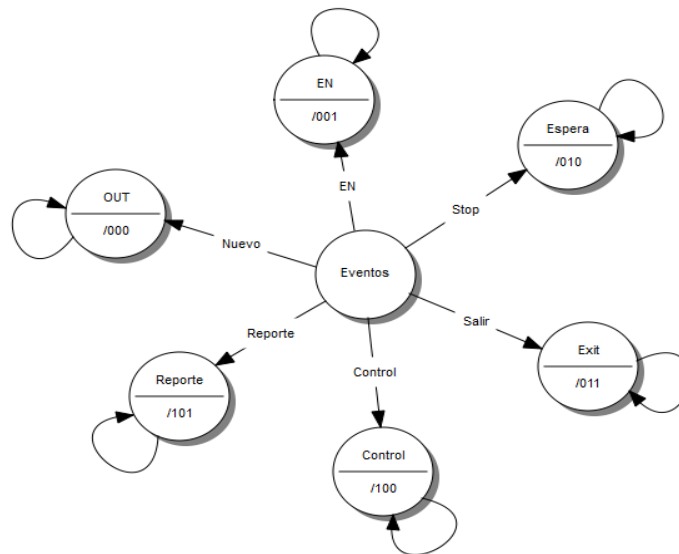 EN
/001
Espera
/010
EN
OUT
/000
Stop
Nuevo
Eventos
Salir
Reporte
Exit
/011
Control
Reporte
/101
Control
/100